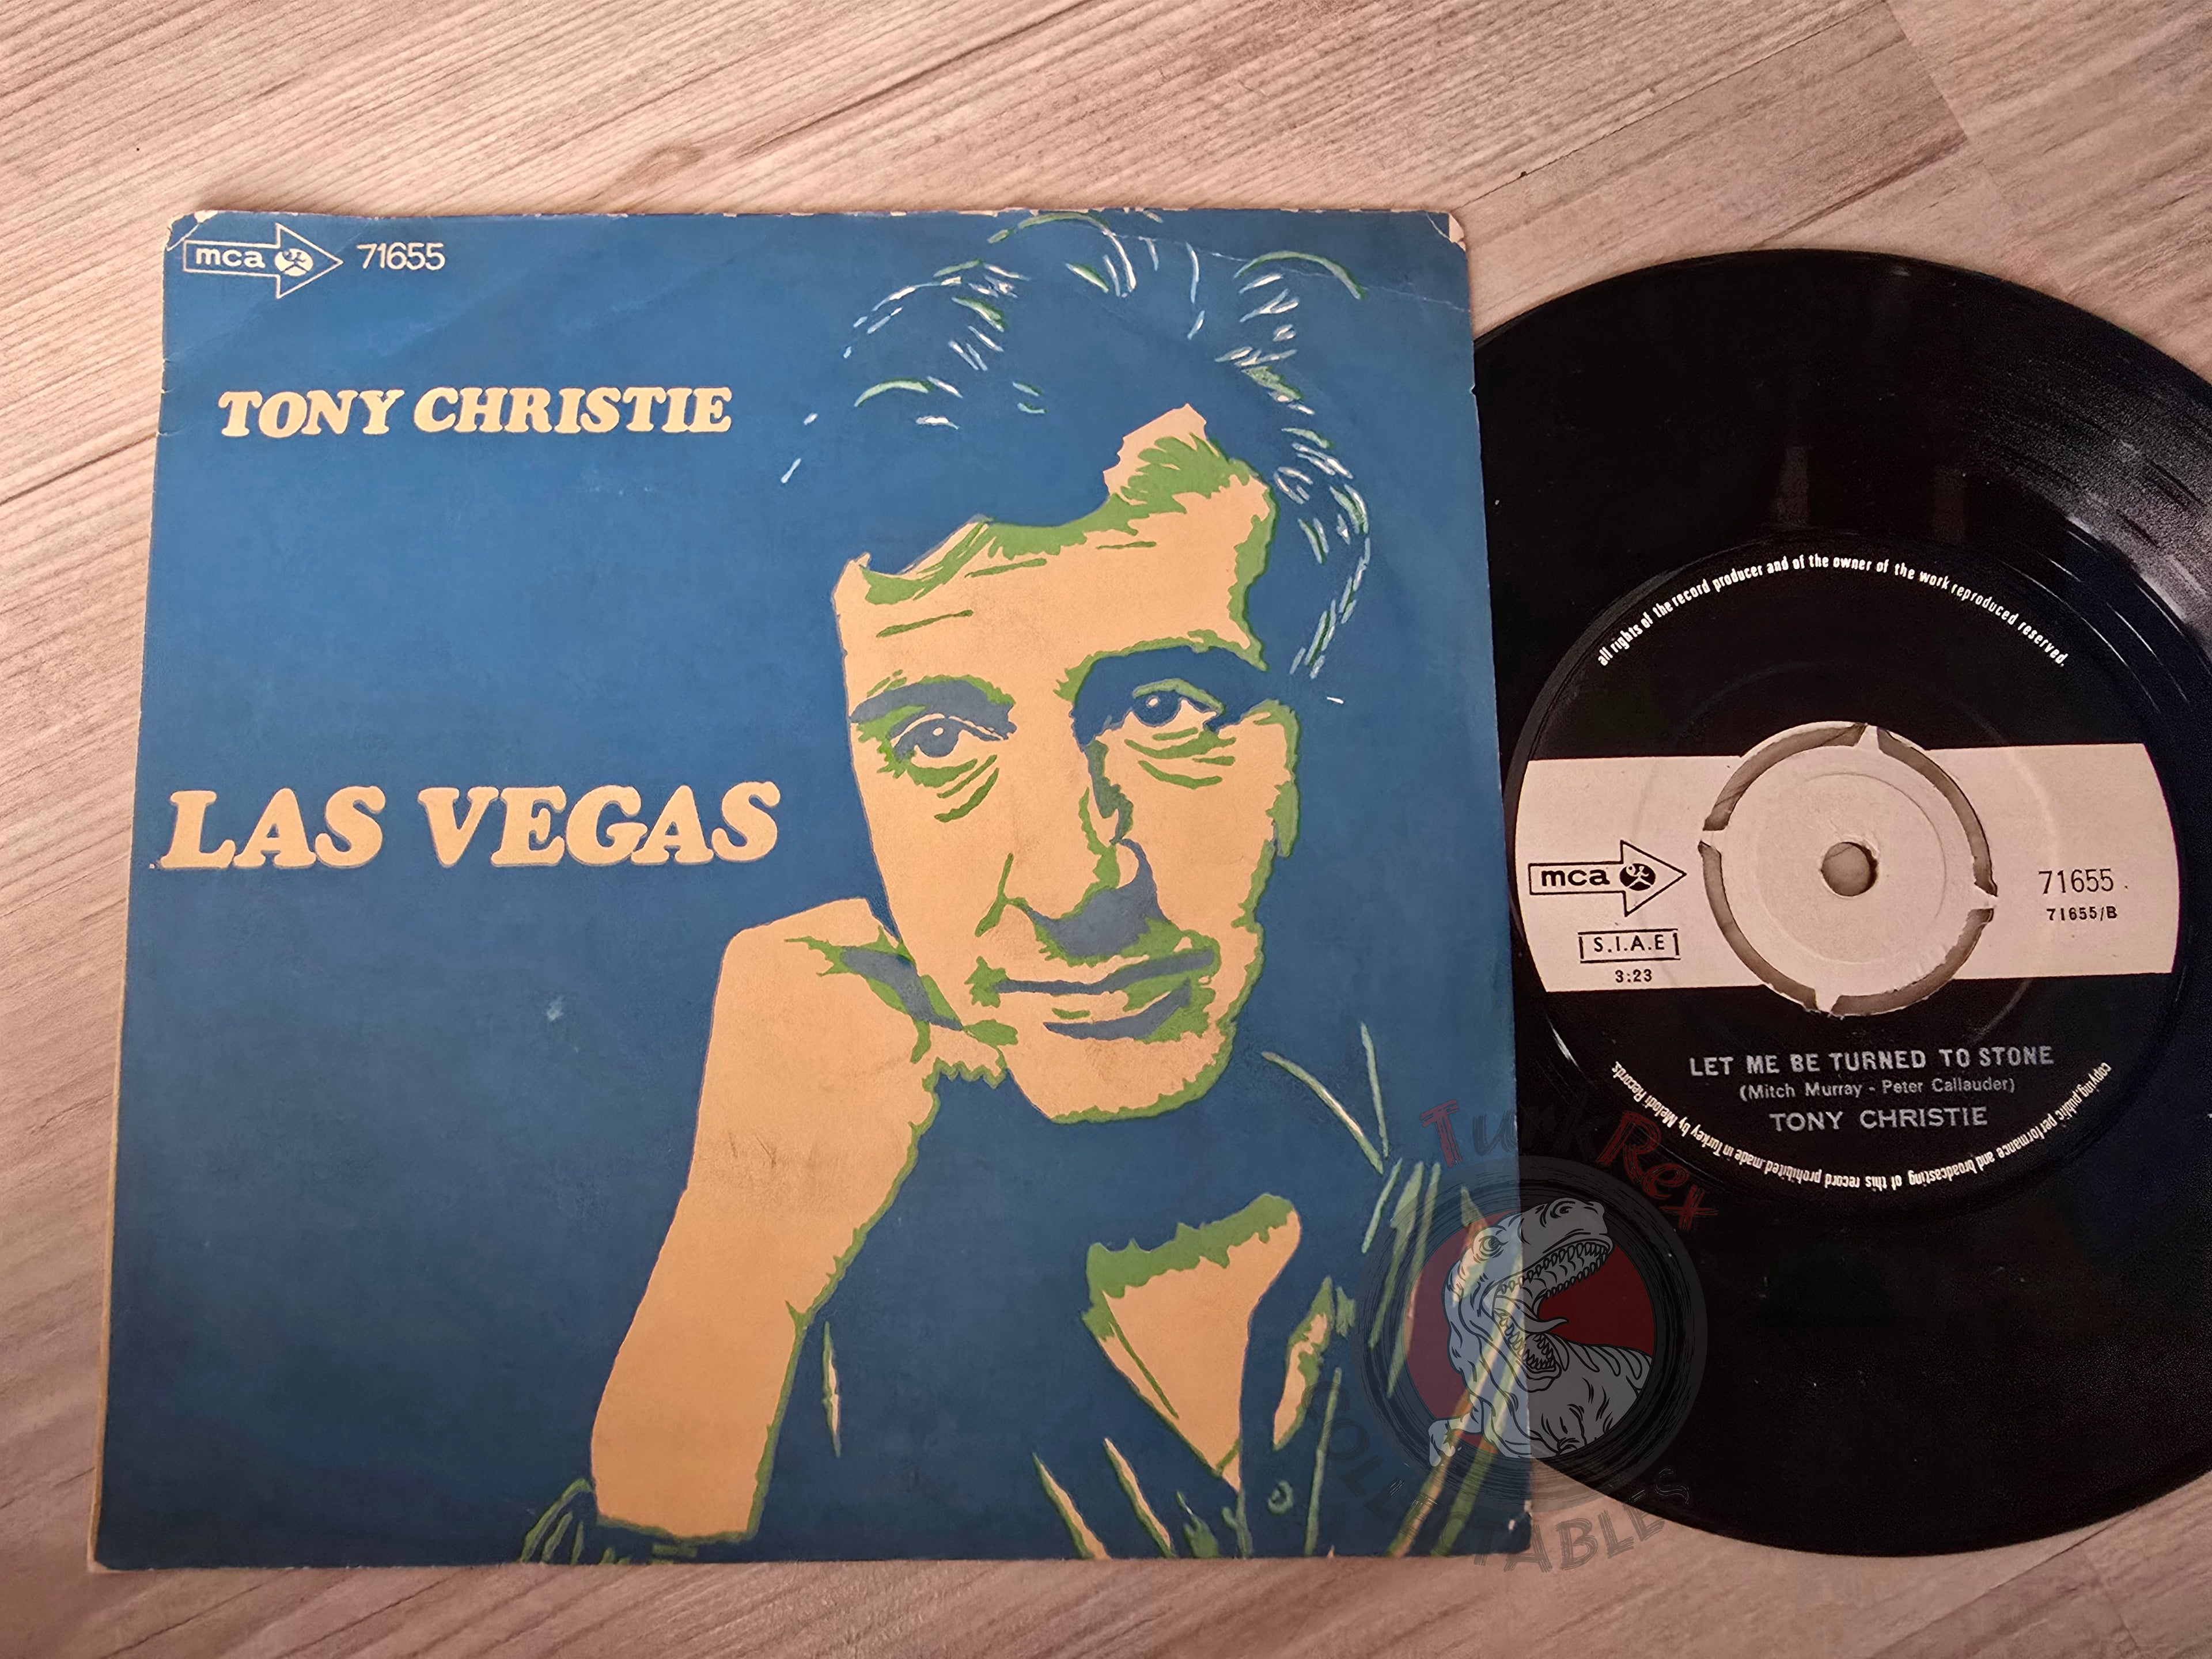 mca 71655
TONY CHRISTIE
LAS VEGAS
all rights of the record producer and of the owner of the work reproduced reserved.
mca
71655
71655/B
S.I.A.E
3:23
LET ME BE TURNED TO STONE
(Mitch Murray - Peter Callauder)
TONY CHRISTIE
copying, public performance and broadcasting of this record prohibited. made in Turkey by Melodi Records
TurkRex
COLLECTABLES